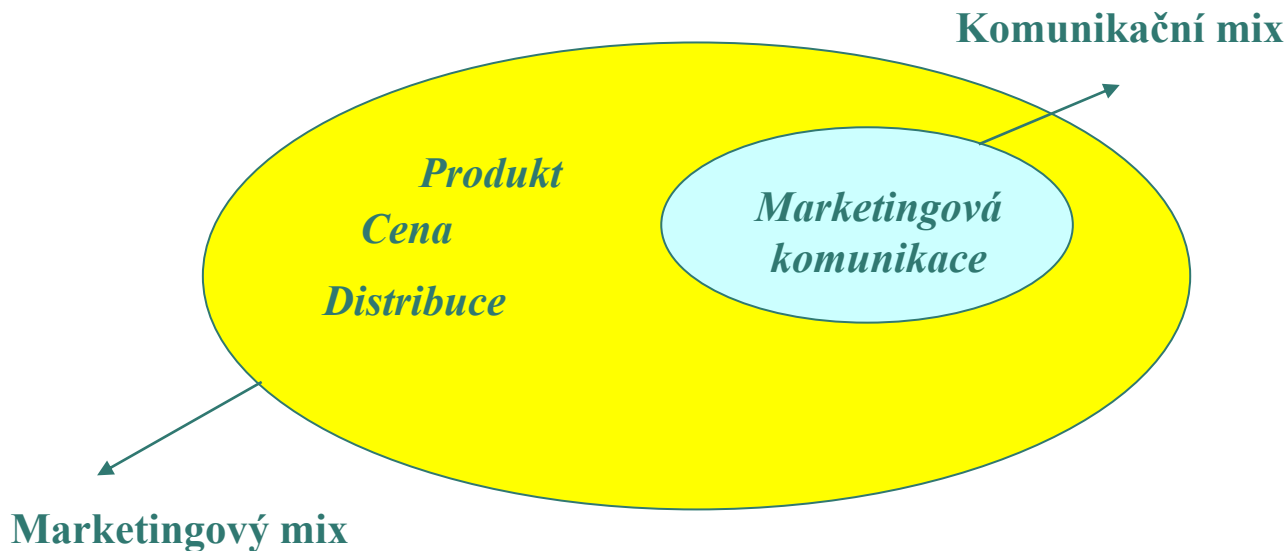 Komunikační mix
Produkt
Cena
Distribuce
Marketingová
komunikace
Marketingový mix